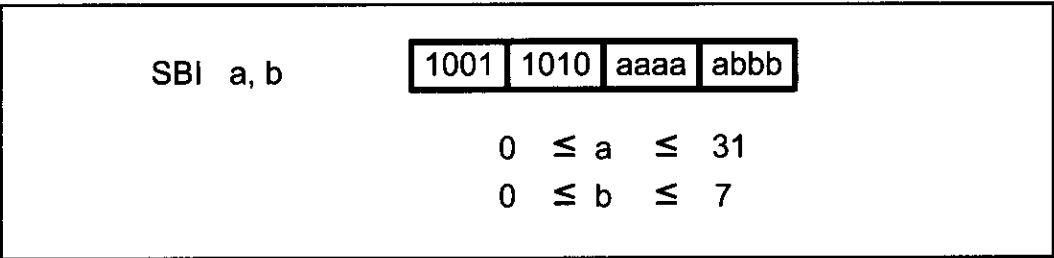 SBI a, b 1001 1010 aaaa abbb
0 ≤ a ≤ 31
0 ≤ b ≤ 7